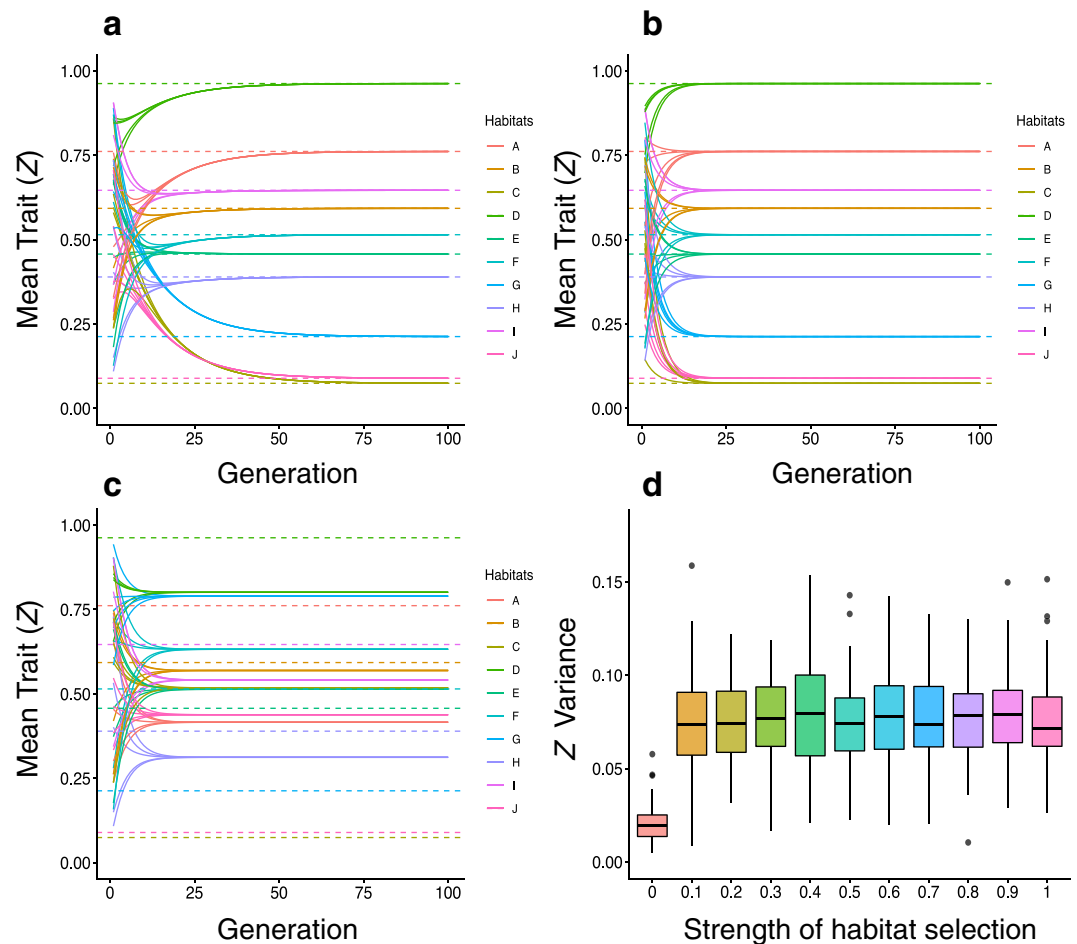 a
1.00
0.75
0.50
0.25
0.00
Mean Trait (Z)
0 25 50 75 100
Generation
Habitats
A
B
C
D
E
F
G
H
I
J
b
1.00
0.75
0.50
0.25
0.00
Mean Trait (Z)
0 25 50 75 100
Generation
Habitats
A
B
C
D
E
F
G
H
I
J
c
1.00
0.75
0.50
0.25
0.00
Mean Trait (Z)
0 25 50 75 100
Generation
Habitats
A
B
C
D
E
F
G
H
I
J
d
0.15
0.10
0.05
0.00
Z Variance
0 0.1 0.2 0.3 0.4 0.5 0.6 0.7 0.8 0.9 1
Strength of habitat selection